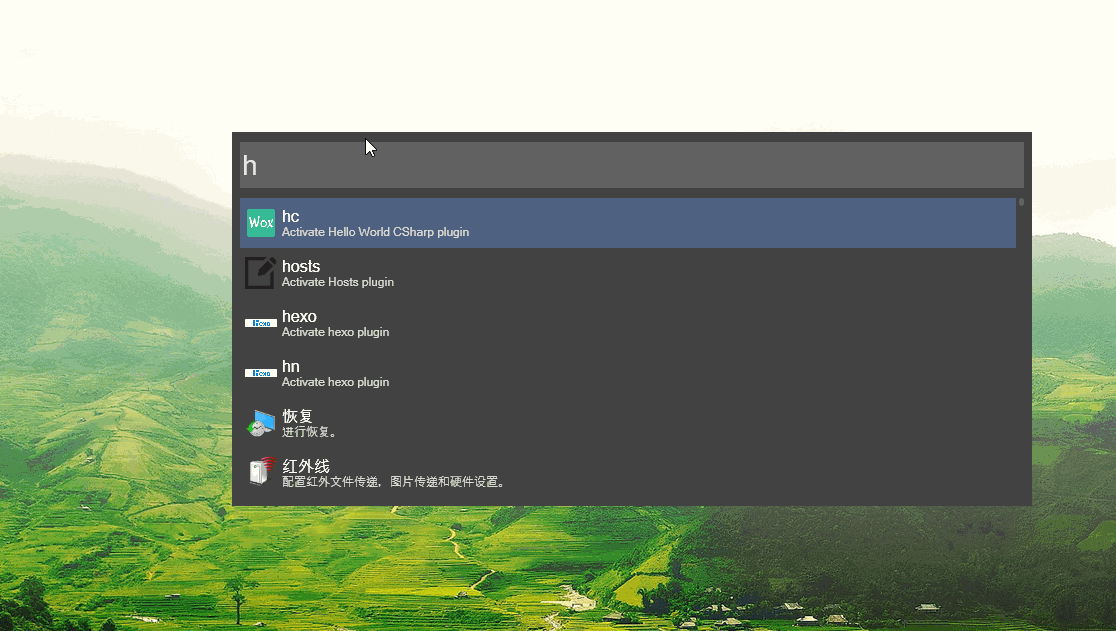 h
Wox
hc
Activate Hello World CSharp plugin
hosts
Activate Hosts plugin
Hexo
hexo
Activate hexo plugin
Hexo
hn
Activate hexo plugin
恢复
进行恢复。
红外线
配置红外文件传递，图片传递和硬件设置。